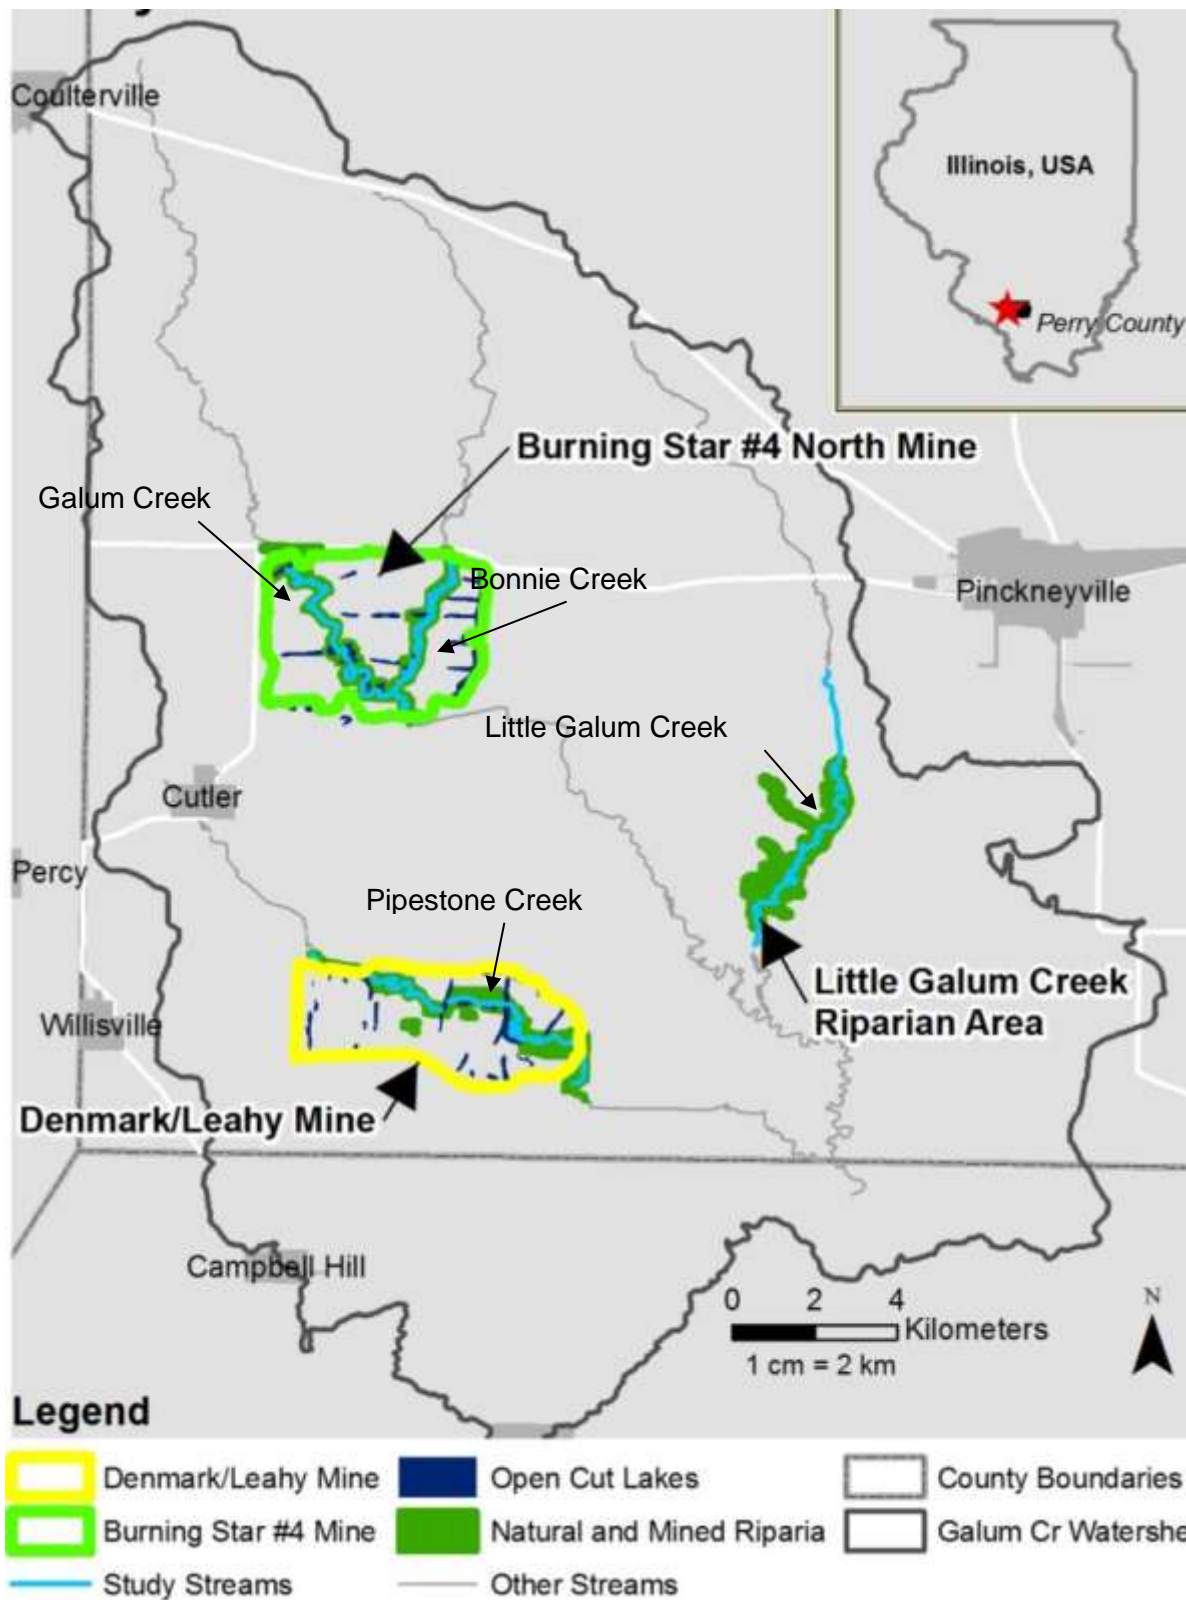 Coulterville
Illinois, USA
Perry County
Burning Star #4 North Mine
Galum Creek
Bonnie Creek
Pinckneyville
Little Galum Creek
Cutler
Percy
Pipestone Creek
Little Galum Creek
Riparian Area
Willisville
Denmark/Leahy Mine
Campbell Hill
0 2 4
Kilometers
1 cm = 2 km
N
Legend
Denmark/Leahy Mine
Open Cut Lakes
County Boundaries
Burning Star #4 Mine
Natural and Mined Riparia
Galum Cr Watershe
Study Streams
Other Streams